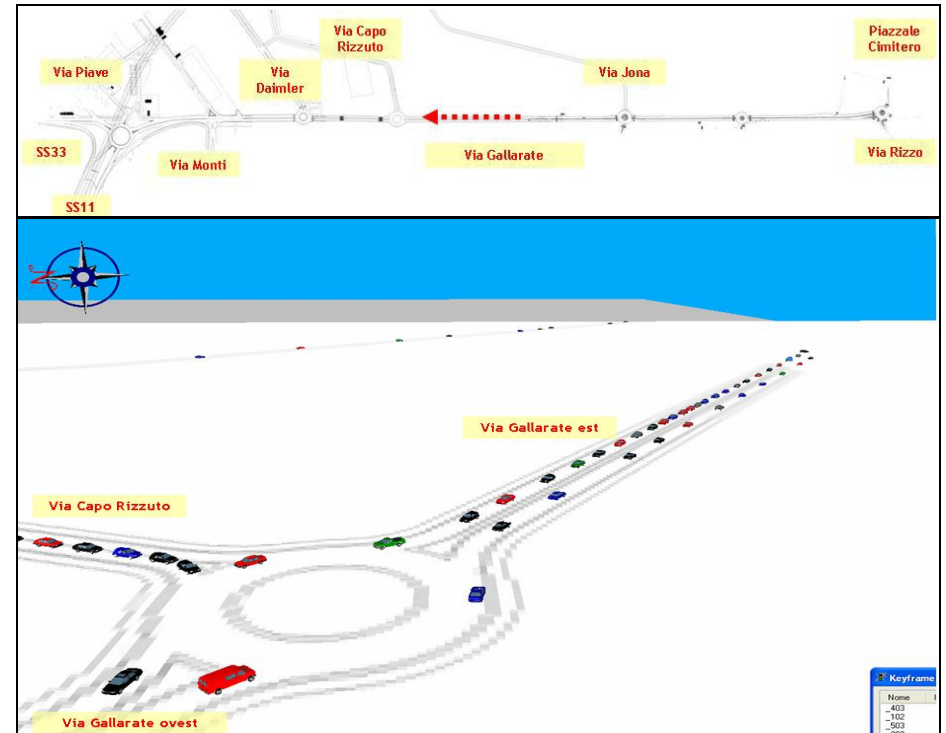 Via Capo
Rizzuto
Piazzale
Cimitero
Via Piave
Via
Daimler
Via Jona
SS33
Via Monti
Via Gallarate
Via Rizzo
SS11
N
Via Gallarate est
Via Capo Rizzuto
Via Gallarate ovest
Keyframe
Nome
_403
_102
_503